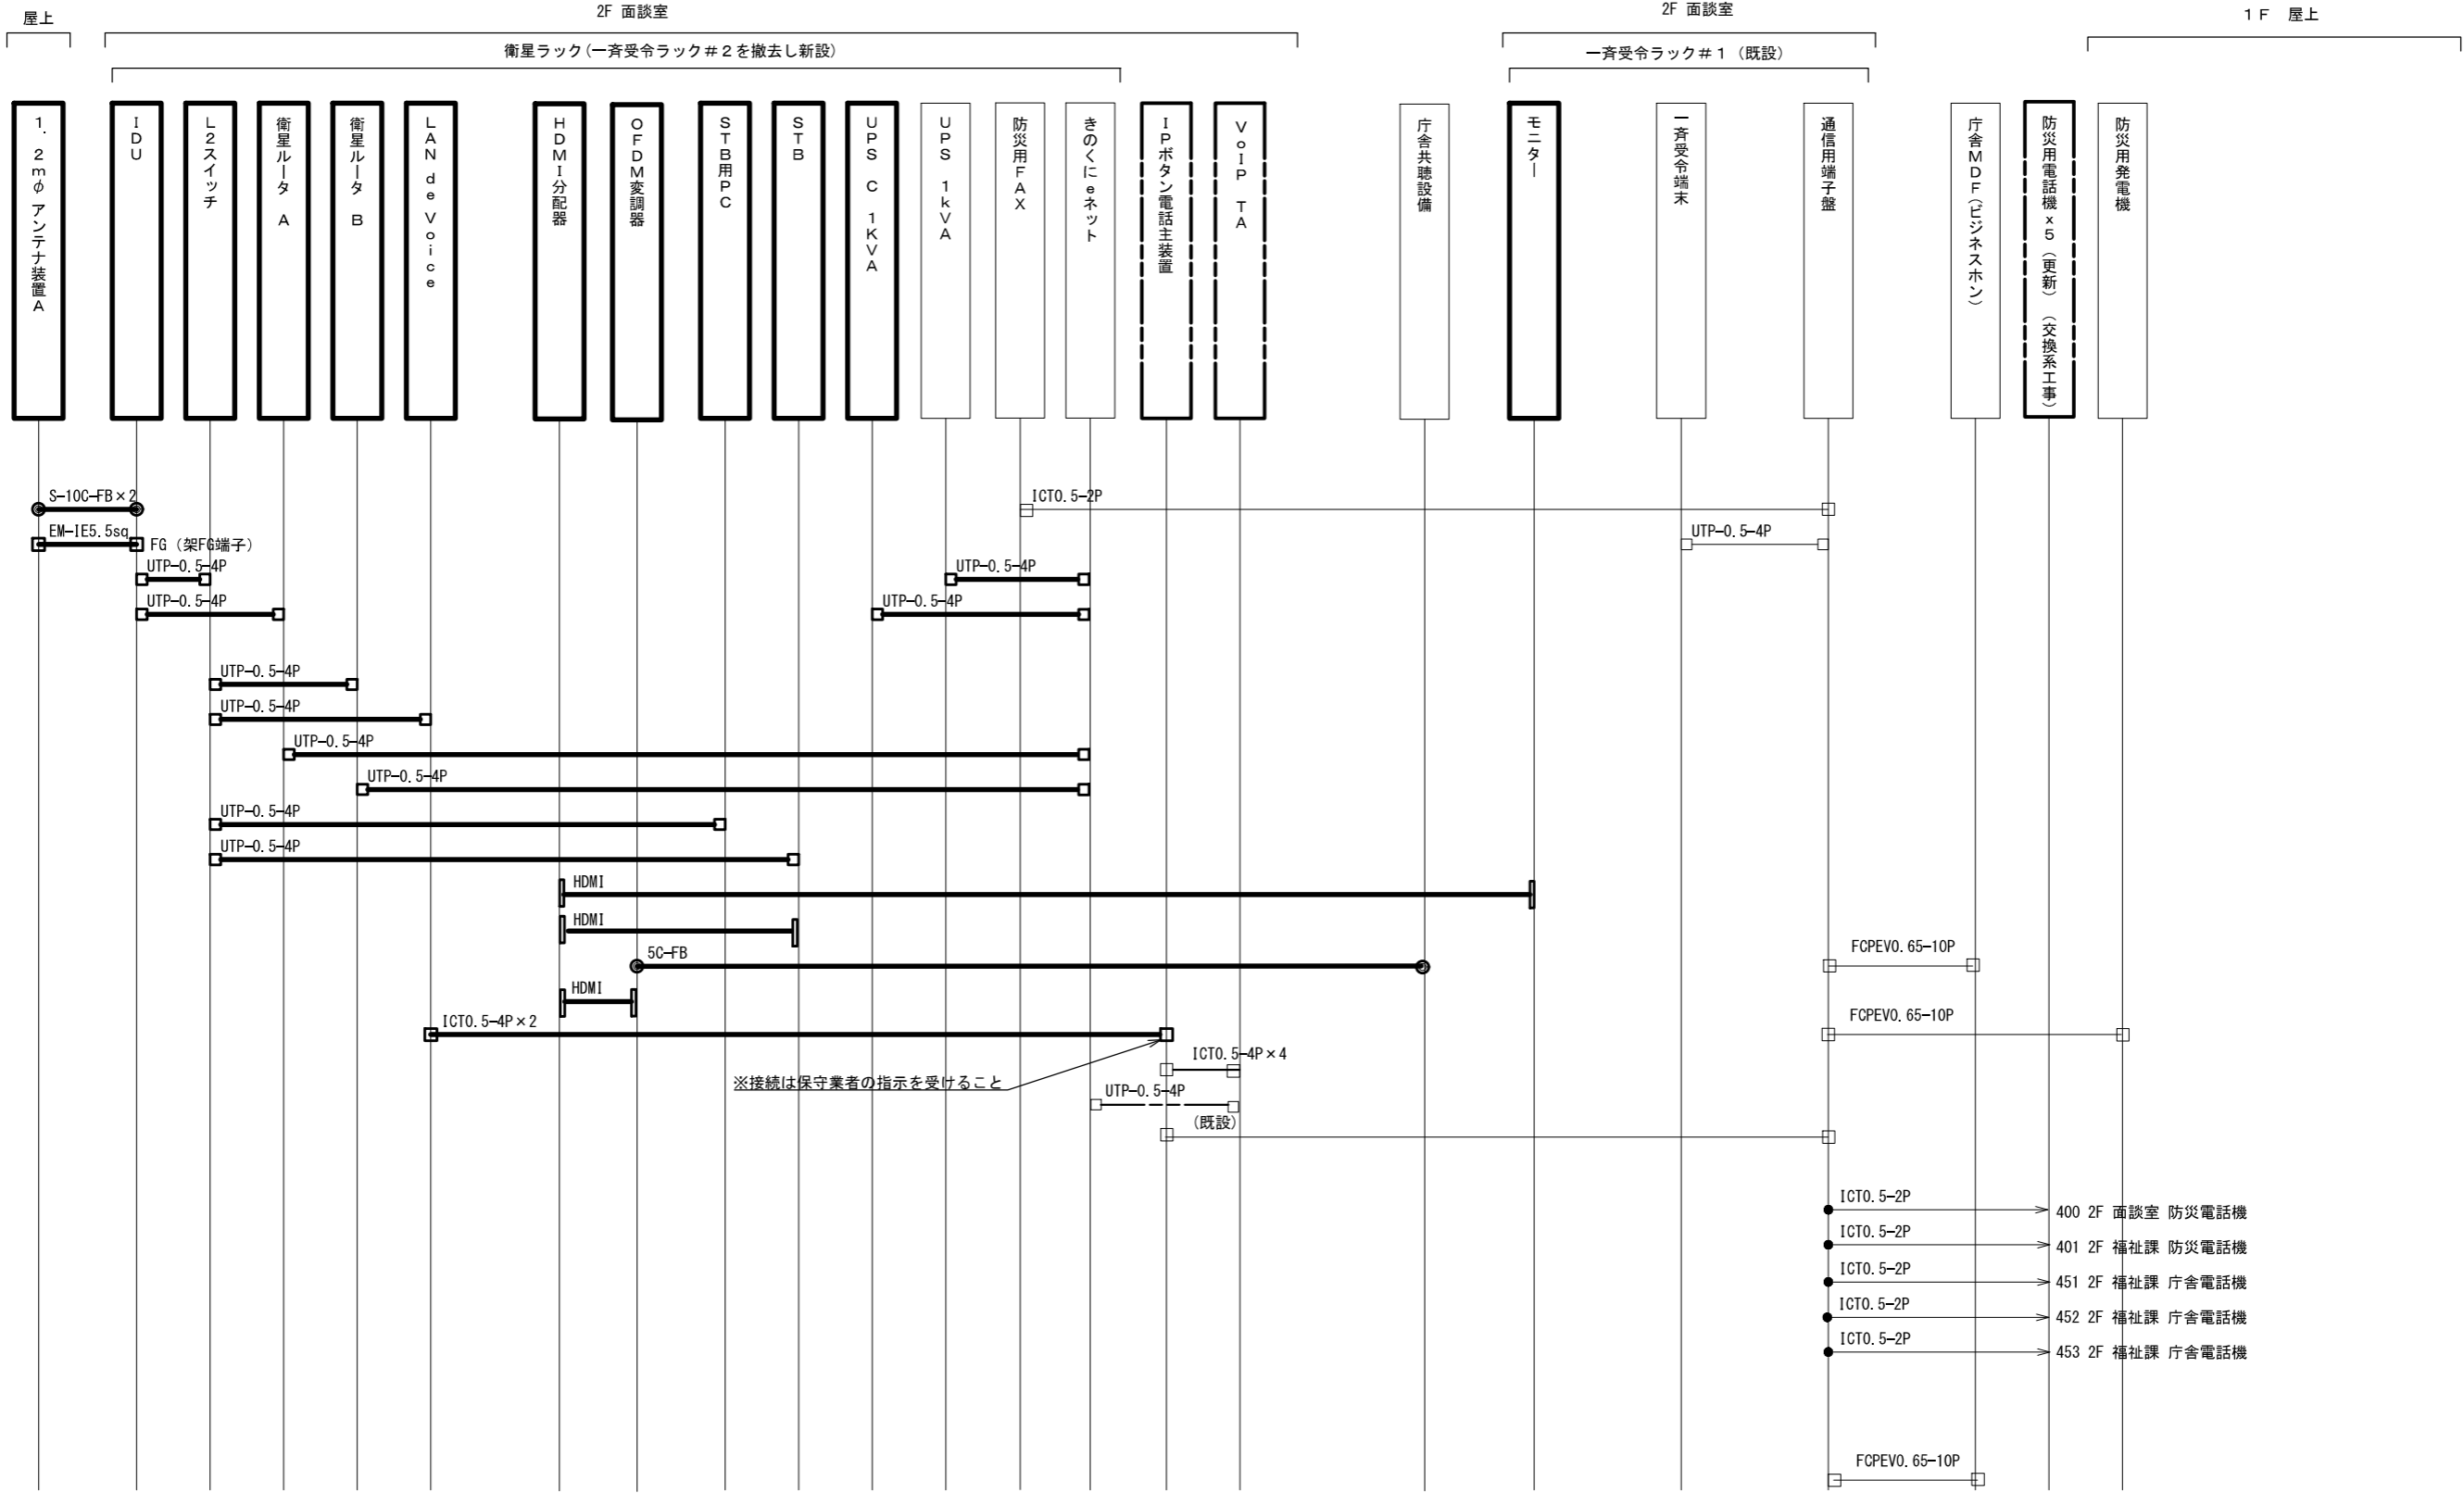 屋上
2F 面談室
2F 面談室
１Ｆ　屋上
衛星ラック(一斉受令ラック＃２を撤去し新設)
一斉受令ラック＃１（既設）
１．２ｍφ アンテナ装置Ａ
ＩＤＵ
Ｌ２スイッチ
衛星ルータ　Ａ
衛星ルータ　Ｂ
ＬＡＮ ｄｅ Ｖｏｉｃｅ
ＨＤＭＩ分配器
ＯＦＤＭ変調器
ＳＴＢ用ＰＣ
ＳＴＢ
ＵＰＳ　Ｃ　１ＫＶＡ
ＵＰＳ　１ｋＶＡ
防災用ＦＡＸ
きのくにｅネット
ＩＰボタン電話主装置
ＶｏＩＰ　ＴＡ
庁舎共聴設備
モニター
一斉受令端末
通信用端子盤
庁舎ＭＤＦ（ビジネスホン）
防災用電話機ｘ５（更新）（交換系工事）
防災用発電機
S-10C-FB×2
ICT0.5-2P
EM-IE5.5sq
FG（架FG端子）
UTP-0.5-4P
UTP-0.5-4P
UTP-0.5-4P
UTP-0.5-4P
UTP-0.5-4P
UTP-0.5-4P
UTP-0.5-4P
UTP-0.5-4P
UTP-0.5-4P
UTP-0.5-4P
UTP-0.5-4P
HDMI
HDMI
5C-FB
FCPEV0.65-10P
HDMI
ICT0.5-4P×2
FCPEV0.65-10P
ICT0.5-4P×4
※接続は保守業者の指示を受けること
UTP-0.5-4P
(既設)
ICT0.5-2P
400 2F 面談室 防災電話機
ICT0.5-2P
401 2F 福祉課 防災電話機
ICT0.5-2P
451 2F 福祉課 庁舎電話機
ICT0.5-2P
452 2F 福祉課 庁舎電話機
ICT0.5-2P
453 2F 福祉課 庁舎電話機
FCPEV0.65-10P